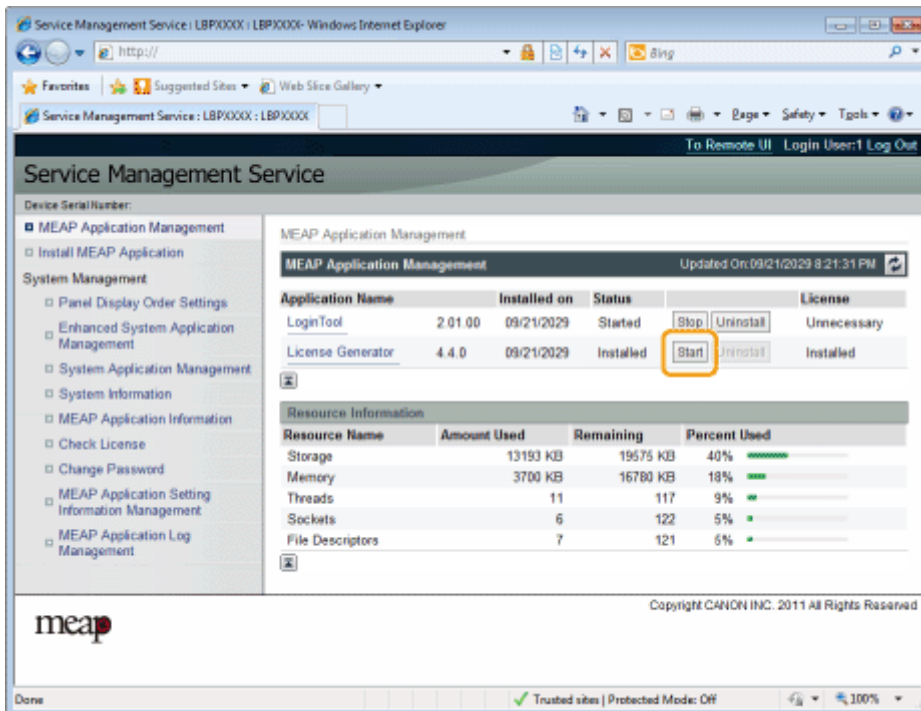 Service Management Service : LBPXXXX : LBPXXXX- Windows Internet Explorer
http://
Bing
Favorites Suggested Sites Web Slice Gallery
Service Management Service : LBPXXXX : LBPXXXX Page Safety Tools
To Remote UI Login User:1 Log Out
Service Management Service
Device Serial Number:
MEAP Application Management
Install MEAP Application
System Management
Panel Display Order Settings
Enhanced System Application
Management
System Application Management
System Information
MEAP Application Information
Check License
Change Password
MEAP Application Setting
Information Management
MEAP Application Log
Management
MEAP Application Management
MEAP Application Management Updated On:09/21/2029 8:21:31 PM
Application Name Installed on Status License
LoginTool 2.01.00 09/21/2029 Started Stop Uninstall Unnecessary
License Generator 4.4.0 09/21/2029 Installed Start Uninstall Installed
Resource Information
Resource Name Amount Used Remaining Percent Used
Storage 13193 KB 19575 KB 40%
Memory 3700 KB 16780 KB 18%
Threads 11 117 9%
Sockets 6 122 5%
File Descriptors 7 121 6%
Copyright CANON INC. 2011 All Rights Reserved
meap
Done Trusted sites | Protected Mode: Off 100%